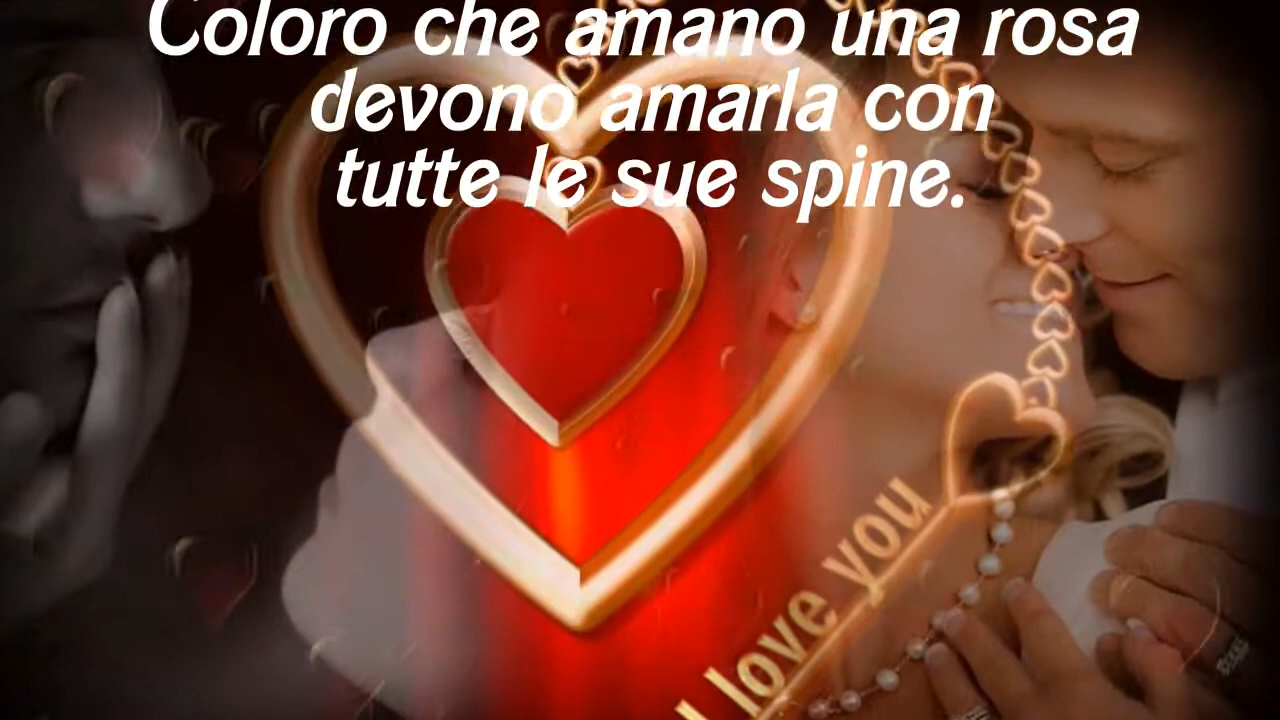 Coloro che amano una rosa
devono amarla con
tutte le sue spine.
I love you